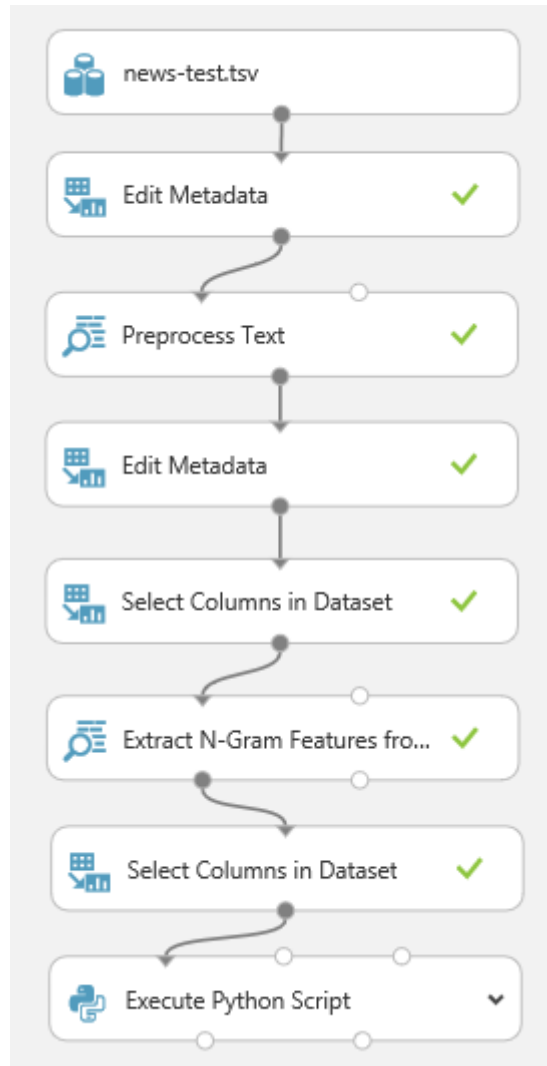 news-test.tsv
Edit Metadata
Preprocess Text
Edit Metadata
Select Columns in Dataset
Extract N-Gram Features fro...
Select Columns in Dataset
Execute Python Script